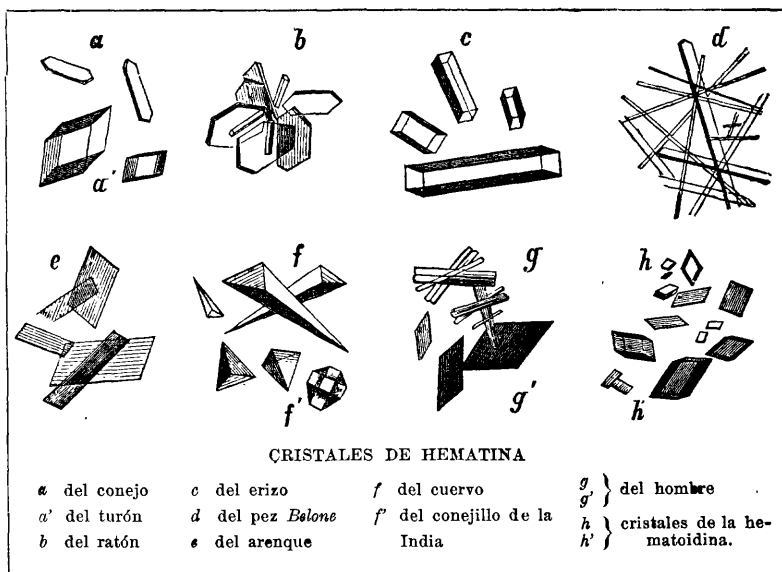 a b c d
a'
e f g h
f' g' h'
CRISTALES DE HEMATINA
a del conejo
a' del turón
b del ratón
c del erizo
d del pez Belone
e del arenque
f del cuervo
f' del conejillo de la
India
g
g' } del hombre
h
h' } cristales de la he-
matoidina.